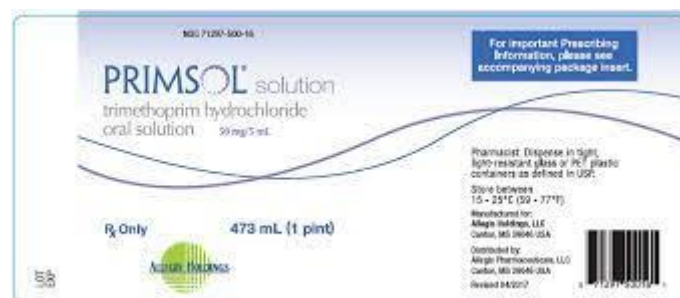 NDC 71297-500-16
PRIMSOL® solution
trimethoprim hydrochloride
oral solution 50 mg/5 mL
Rx Only 473 mL (1 pint)
ALLEGIS HOLDINGS
LOT
EXP
For Important Prescribing
Information, please see
accompanying package insert.
Pharmacist: Dispense in tight,
light-resistant glass or PET plastic
containers as defined in USP.
Store between
15 - 25°C (59 - 77°F)
Manufactured for:
Allegis Holdings, LLC
Canton, MS 39046 USA
Distributed by:
Allegis Pharmaceuticals, LLC
Canton, MS 39046 USA
Revised 04/2017